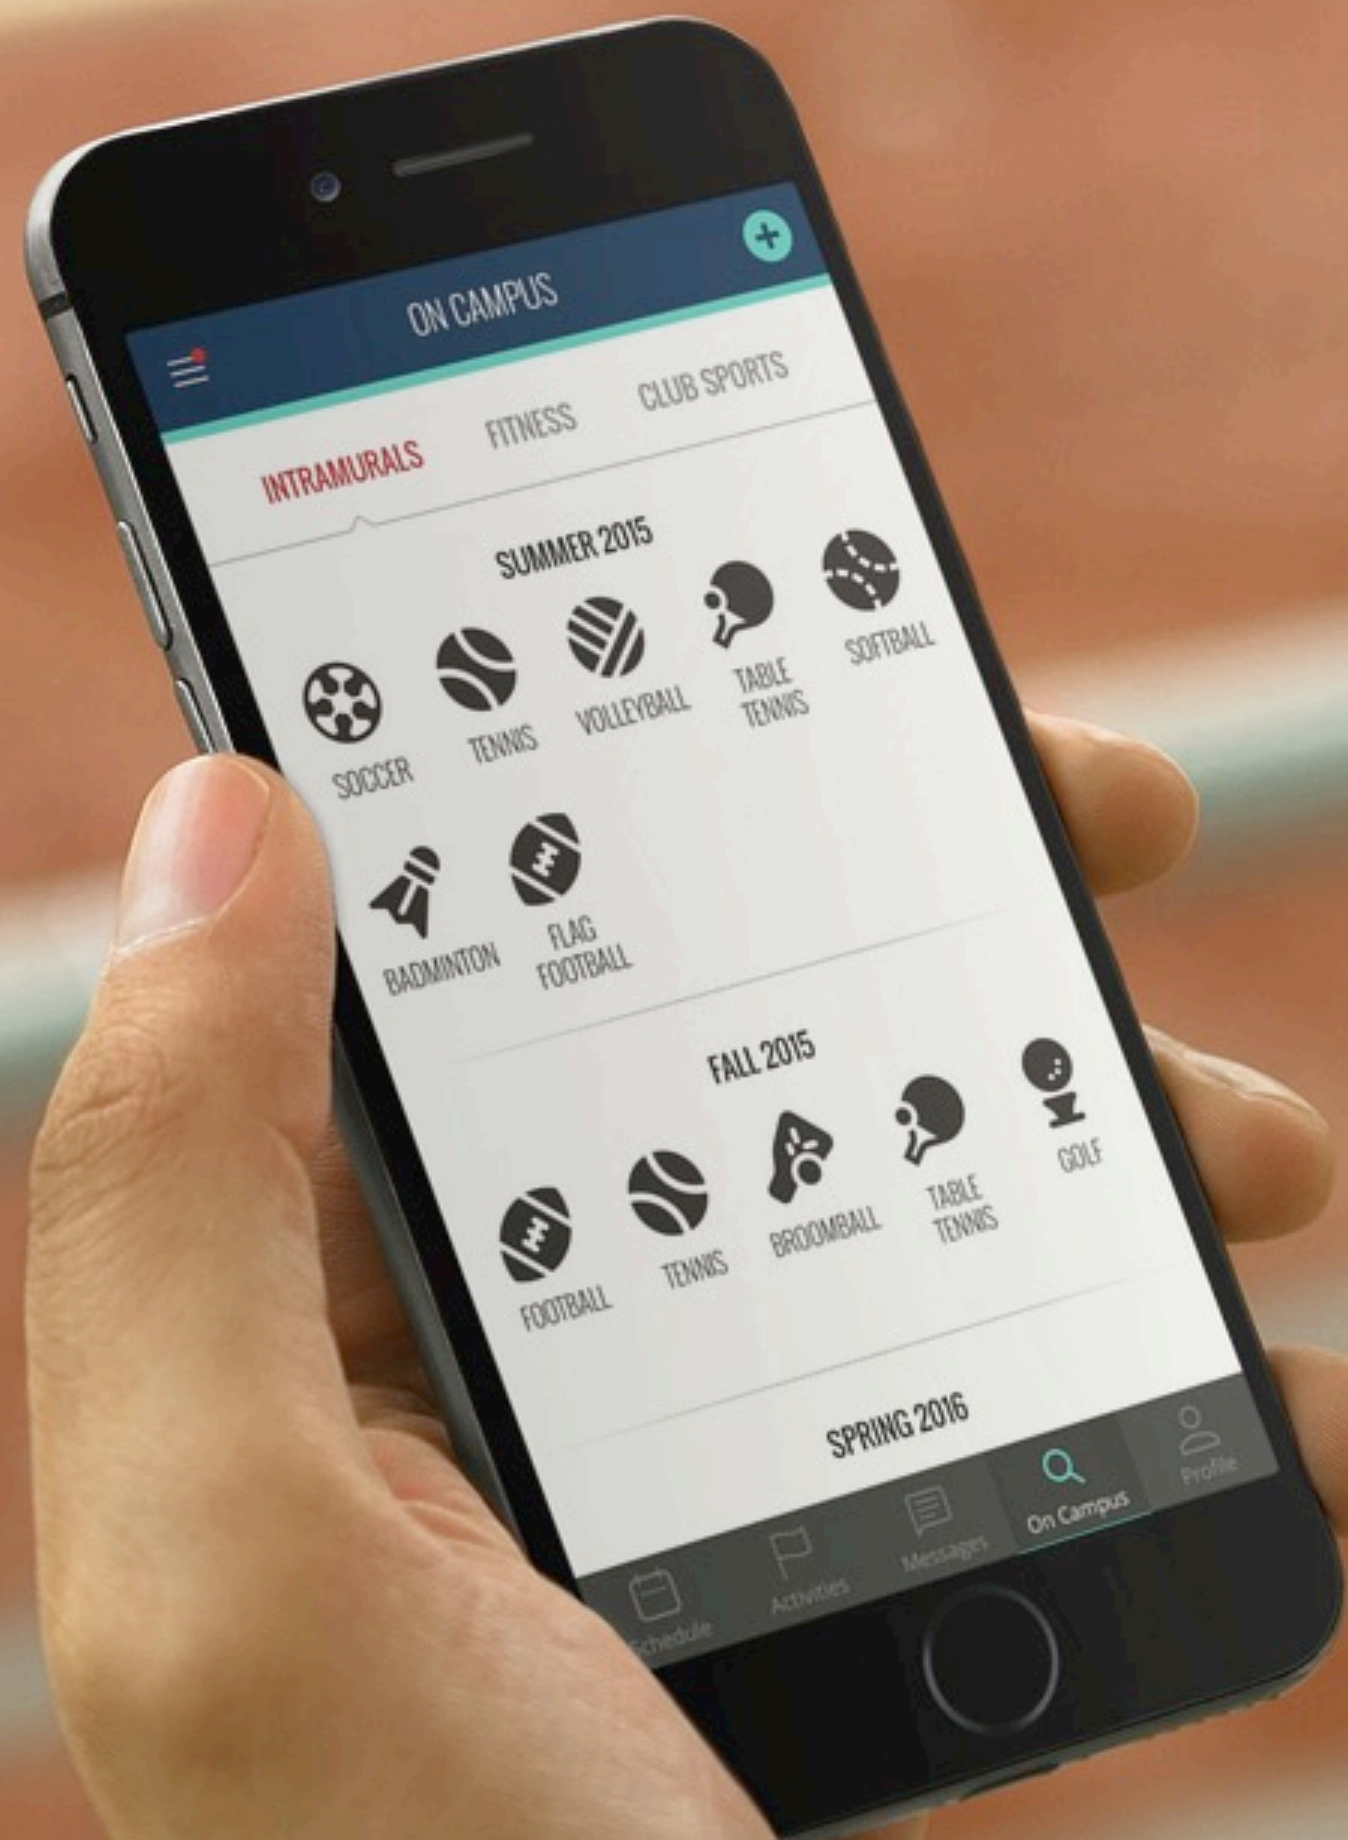 ON CAMPUS
INTRAMURALS
FITNESS
CLUB SPORTS
SUMMER 2015
SOCCER
TENNIS
VOLLEYBALL
TABLE
TENNIS
SOFTBALL
BADMINTON
FLAG
FOOTBALL
FALL 2015
FOOTBALL
TENNIS
BROOMBALL
TABLE
TENNIS
GOLF
SPRING 2016
Schedule
Activities
Messages
On Campus
Profile